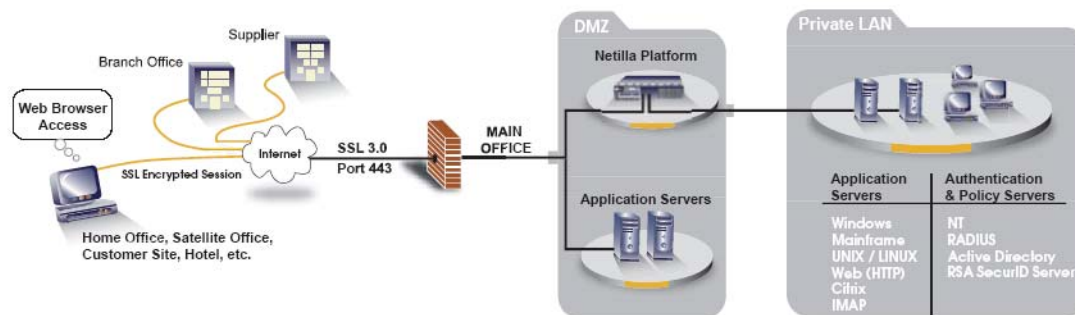 Supplier
Branch Office
Web Browser
Access
Internet
SSL Encrypted Session
SSL 3.0
Port 443
MAIN
OFFICE
Home Office, Satellite Office,
Customer Site, Hotel, etc.
DMZ
Netilla Platform
Application Servers
Private LAN
Application
Servers
Windows
Mainframe
UNIX / LINUX
Web (HTTP)
Citrix
IMAP
Authentication
& Policy Servers
NT
RADIUS
Active Directory
RSA SecurID Server